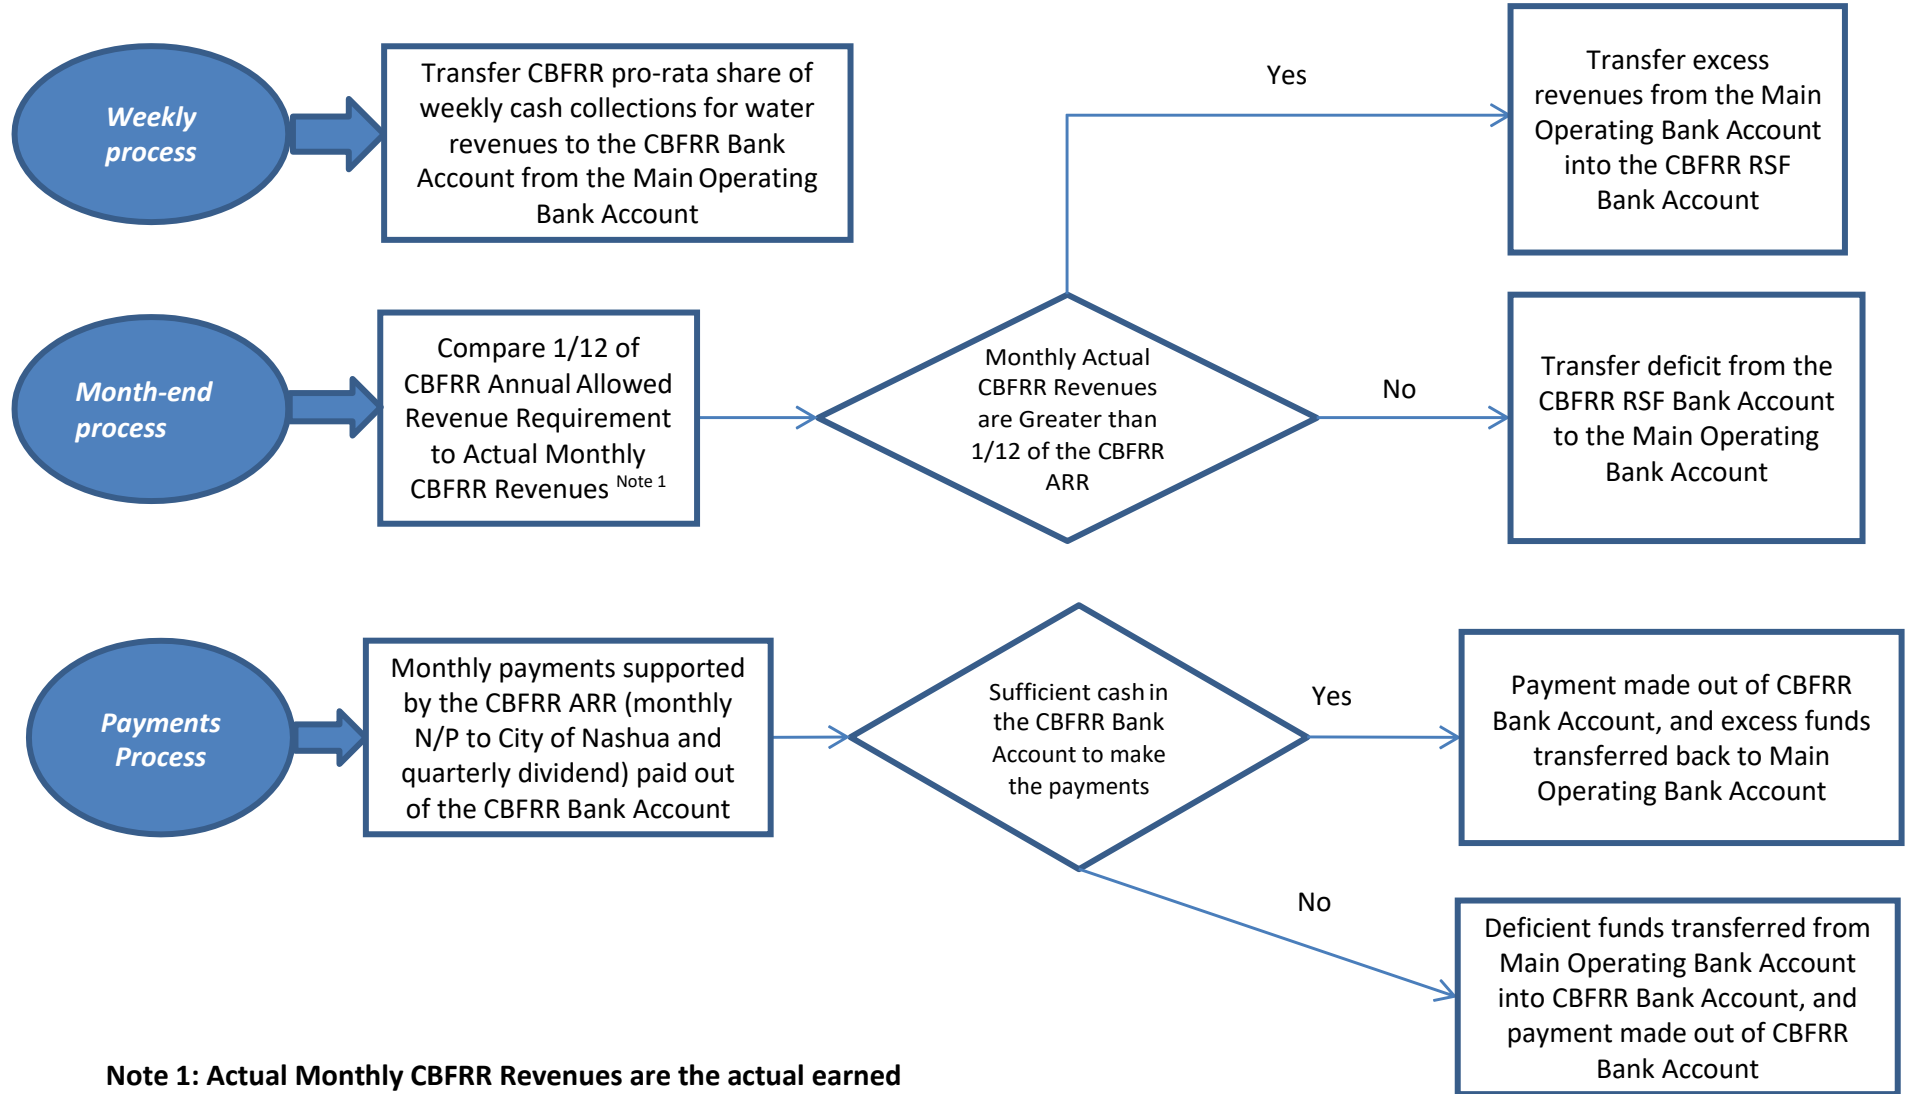 Weekly
process
Transfer CBFRR pro-rata share of
weekly cash collections for water
revenues to the CBFRR Bank
Account from the Main Operating
Bank Account
Yes
Transfer excess
revenues from the Main
Operating Bank Account
into the CBFRR RSF
Bank Account
Month-end
process
Compare 1/12 of
CBFRR Annual Allowed
Revenue Requirement
to Actual Monthly
CBFRR Revenues Note 1
Monthly Actual
CBFRR Revenues
are Greater than
1/12 of the CBFRR
ARR
No
Transfer deficit from the
CBFRR RSF Bank Account
to the Main Operating
Bank Account
Payments
Process
Monthly payments supported
by the CBFRR ARR (monthly
N/P to City of Nashua and
quarterly dividend) paid out
of the CBFRR Bank Account
Sufficient cash in
the CBFRR Bank
Account to make
the payments
Yes
Payment made out of CBFRR
Bank Account, and excess funds
transferred back to Main
Operating Bank Account
No
Deficient funds transferred from
Main Operating Bank Account
into CBFRR Bank Account, and
payment made out of CBFRR
Bank Account
Note 1: Actual Monthly CBFRR Revenues are the actual earned